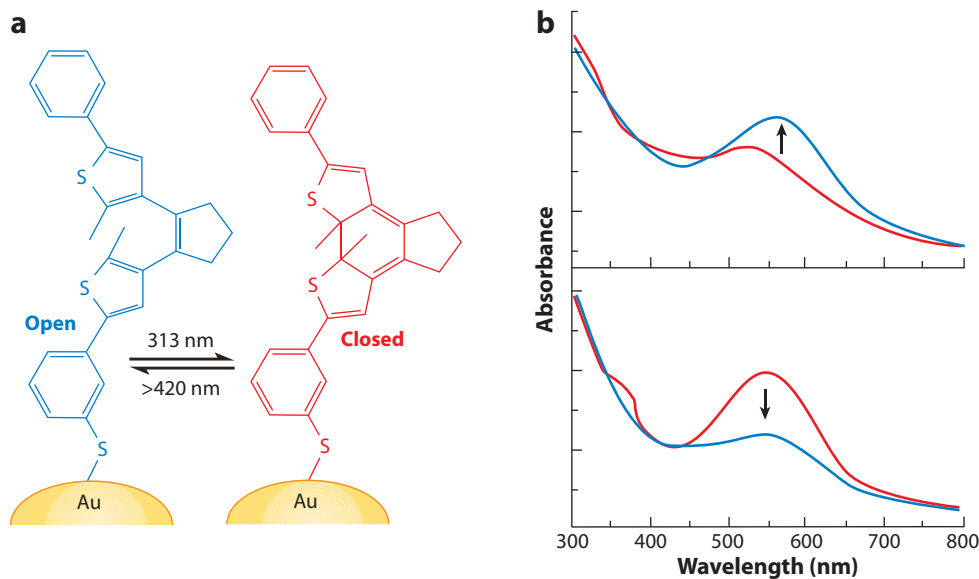 a
S
S
Open
313 nm
>420 nm
S
Au
S
S
Closed
S
Au
b
Absorbance
300 400 500 600 700 800
Wavelength (nm)